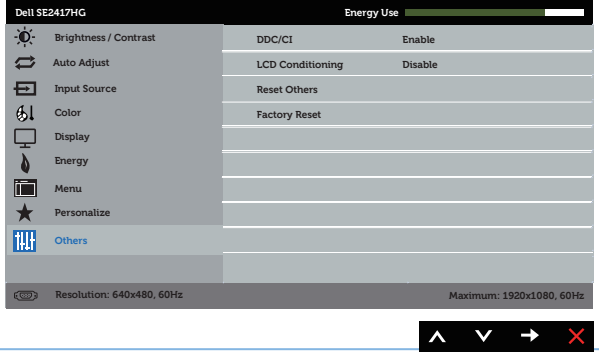 Dell SE2417HG Energy Use
Brightness / Contrast DDC/CI Enable
Auto Adjust LCD Conditioning Disable
Input Source Reset Others
Color Factory Reset
Display
Energy
Menu
Personalize
Others
Resolution: 640x480, 60Hz Maximum: 1920x1080, 60Hz